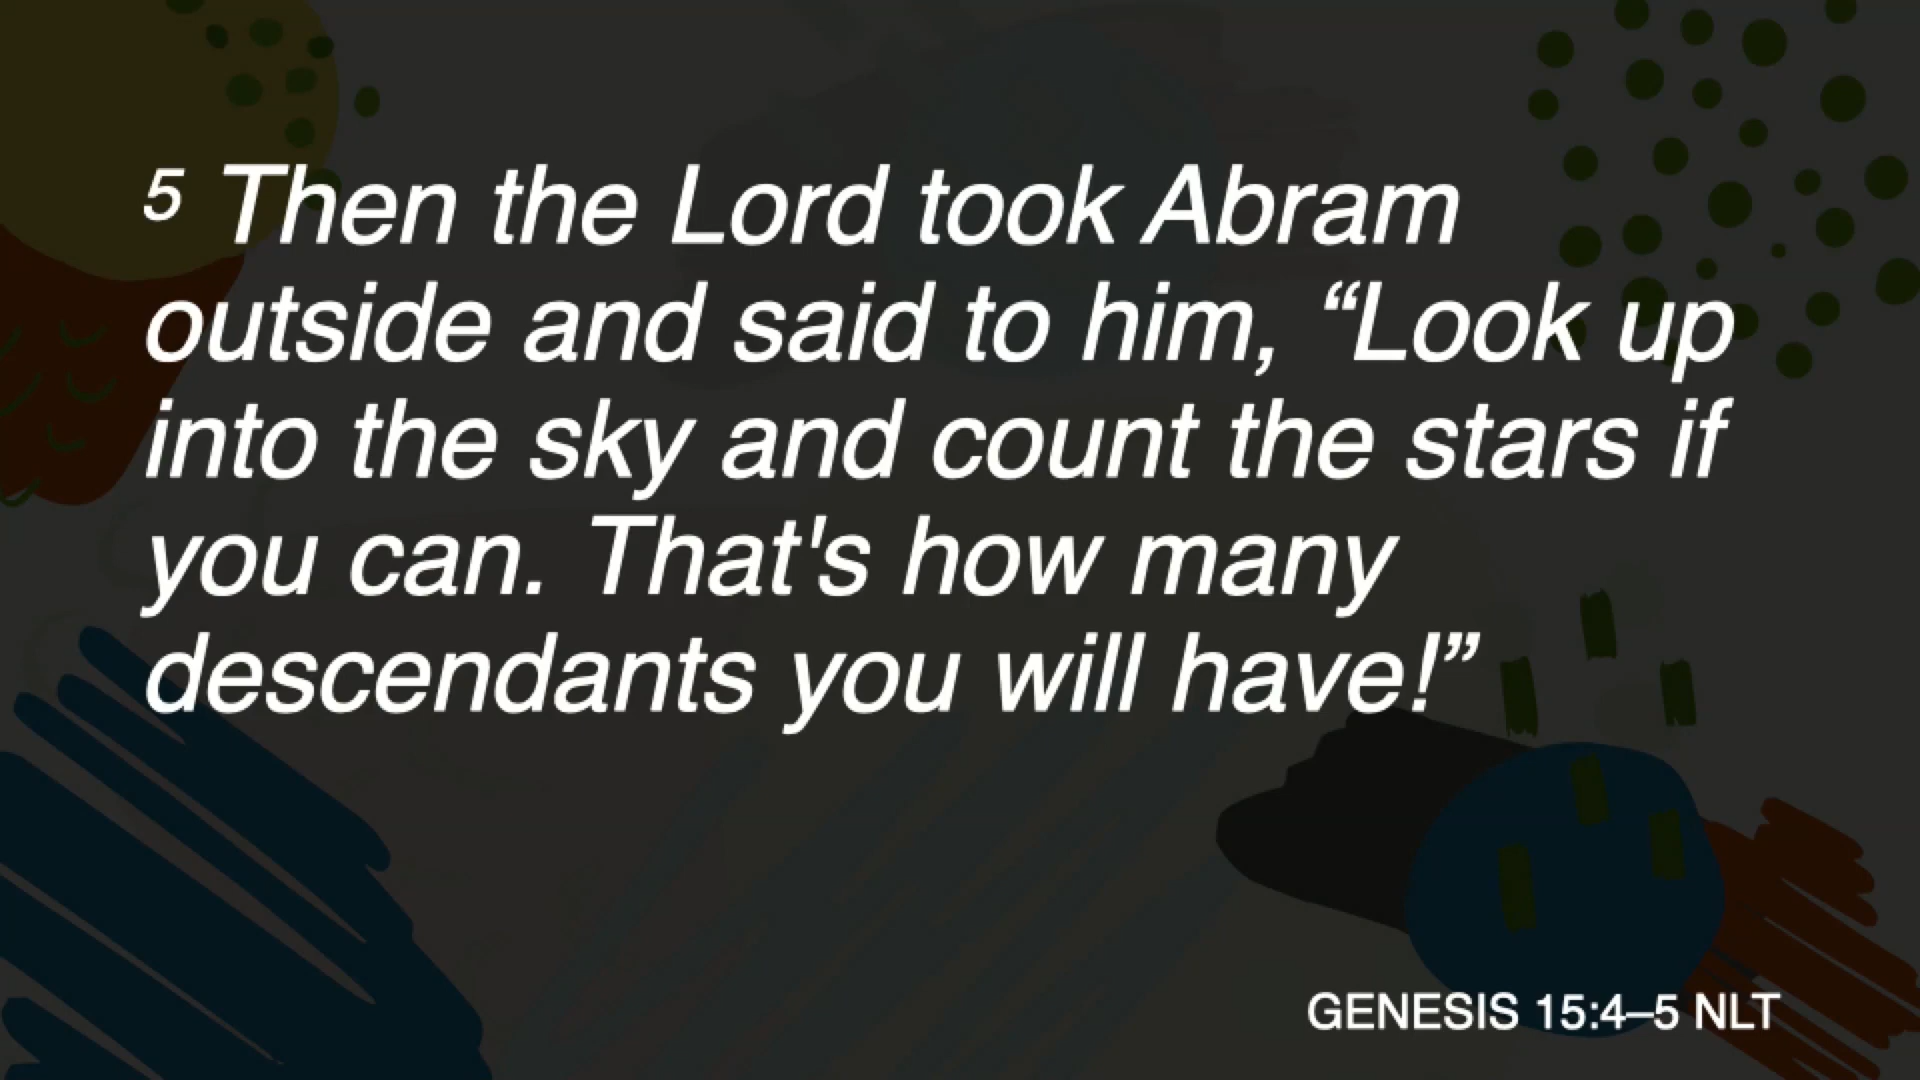 5 Then the Lord took Abram
outside and said to him, “Look up
into the sky and count the stars if
you can. That's how many
descendants you will have!”
GENESIS 15:4–5 NLT